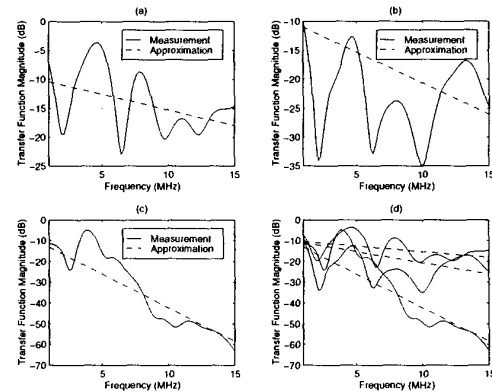 (a)
Transfer Function Magnitude (dB)
0
-5
-10
-15
-20
-25
Measurement
Approximation
5
10
15
Frequency (MHz)
(b)
Transfer Function Magnitude (dB)
-10
-15
-20
-25
-30
-35
Measurement
Approximation
5
10
15
Frequency (MHz)
(c)
Transfer Function Magnitude (dB)
0
-10
-20
-30
-40
-50
-60
-70
Measurement
Approximation
5
10
15
Frequency (MHz)
(d)
Transfer Function Magnitude (dB)
0
-10
-20
-30
-40
-50
-60
-70
5
10
15
Frequency (MHz)